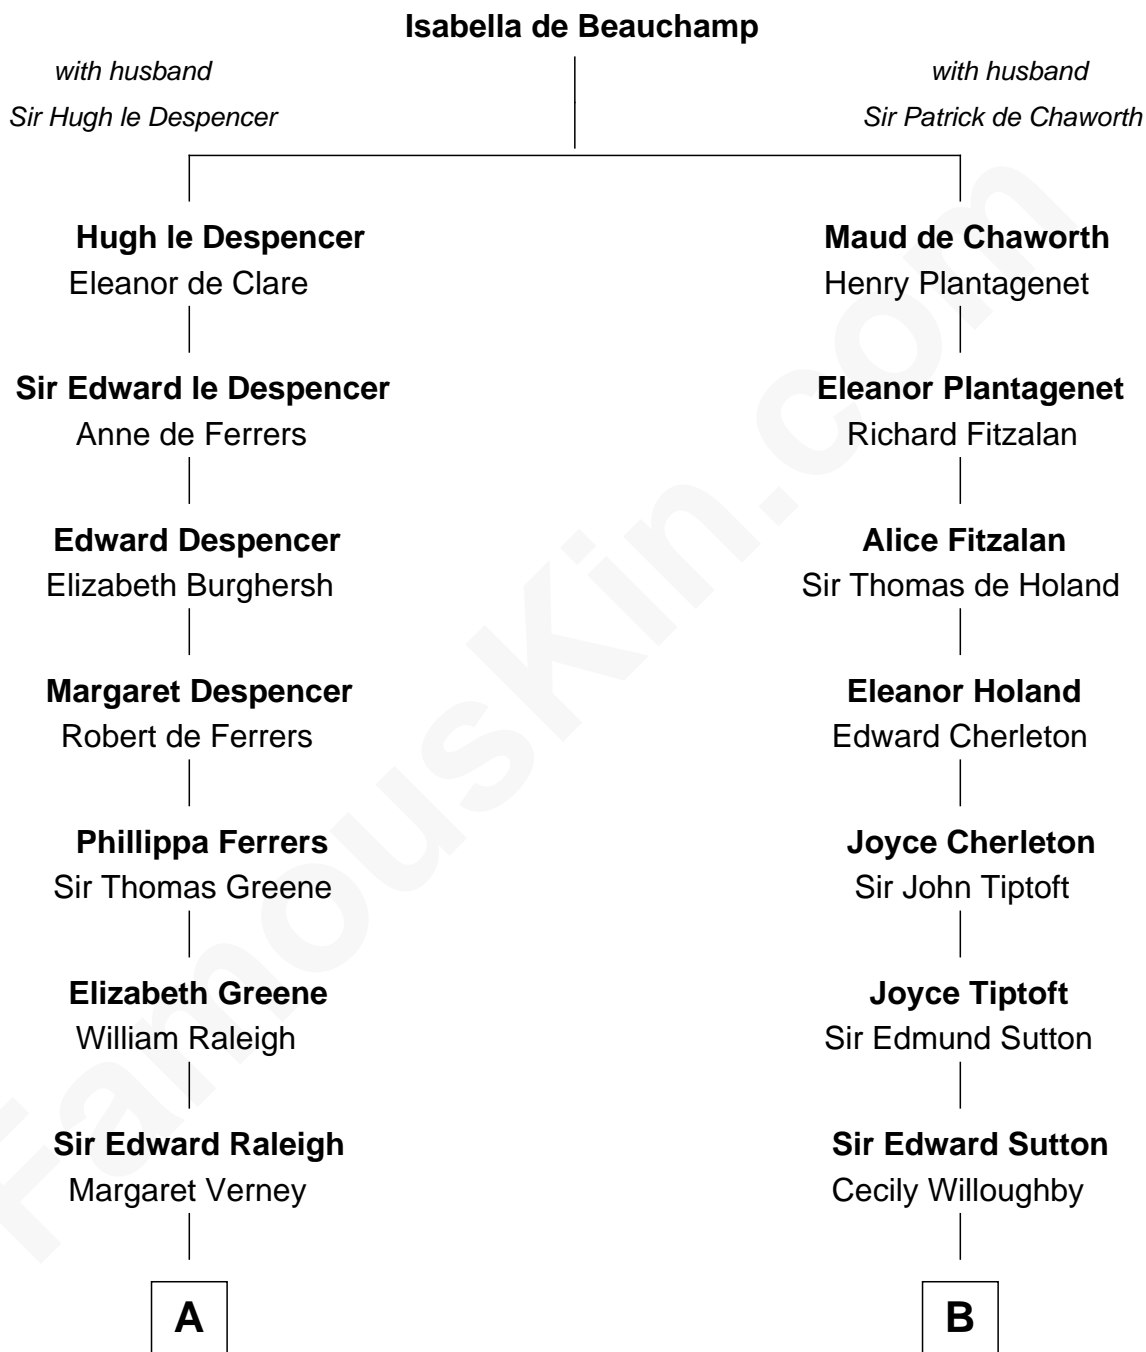 Isabella de Beauchamp
with husband
Sir Hugh le Despencer
with husband
Sir Patrick de Chaworth
Hugh le Despencer
Eleanor de Clare
Maud de Chaworth
Henry Plantagenet
Sir Edward le Despencer
Anne de Ferrers
Eleanor Plantagenet
Richard Fitzalan
Edward Despencer
Elizabeth Burghersh
Alice Fitzalan
Sir Thomas de Holand
Margaret Despencer
Robert de Ferrers
Eleanor Holand
Edward Cherleton
Phillippa Ferrers
Sir Thomas Greene
Joyce Cherleton
Sir John Tiptoft
Elizabeth Greene
William Raleigh
Joyce Tiptoft
Sir Edmund Sutton
Sir Edward Raleigh
Margaret Verney
Sir Edward Sutton
Cecily Willoughby
A
B
FamousKin.com